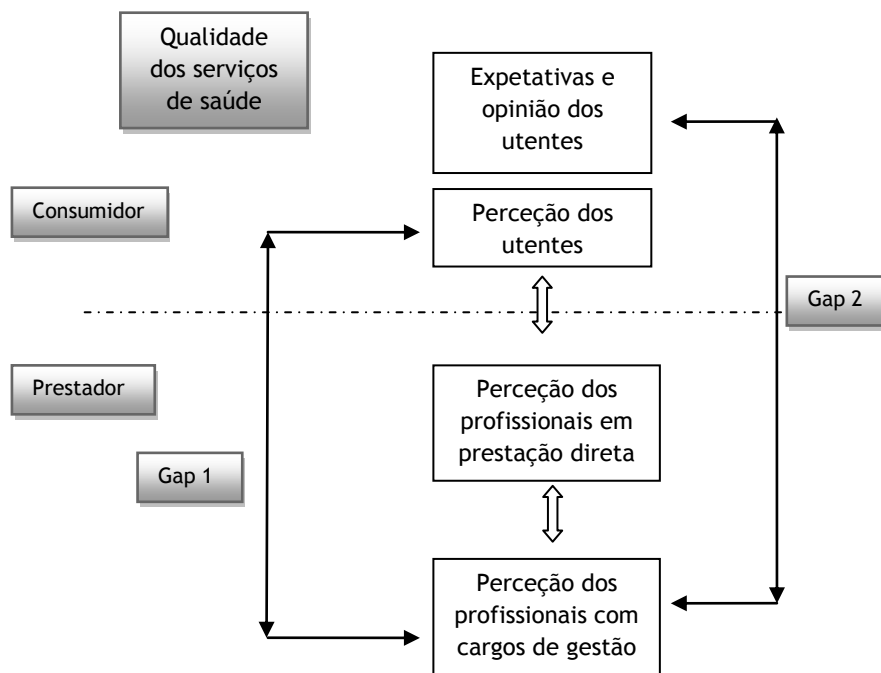 Qualidade
dos serviços
de saúde
Expetativas e
opinião dos
utentes
Consumidor
Perceção dos
utentes
Gap 2
Prestador
Perceção dos
profissionais em
prestação direta
Gap 1
Perceção dos
profissionais com
cargos de gestão